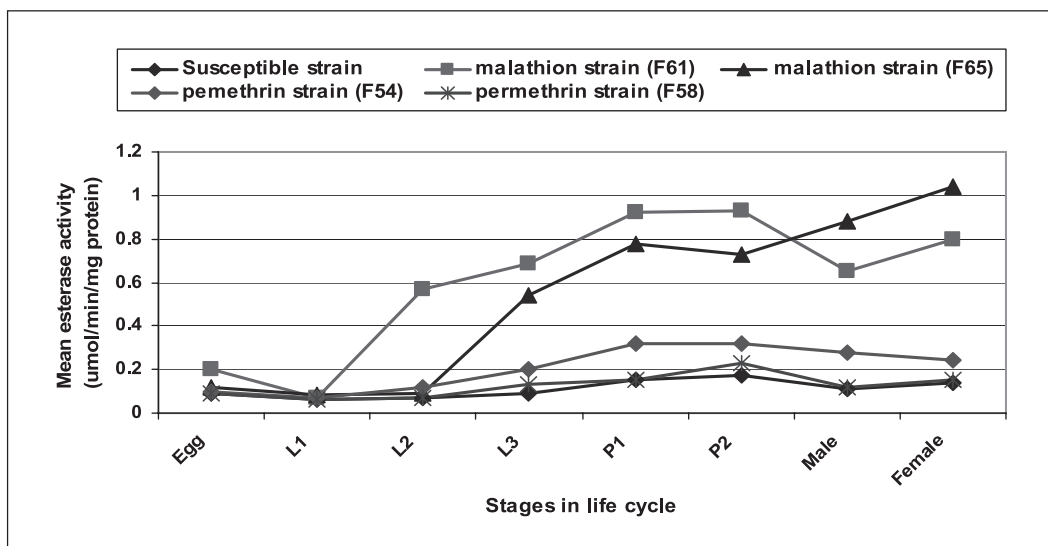 Susceptible strain malathion strain (F61) malathion strain (F65)
pemethrin strain (F54) permethrin strain (F58)
Mean esterase activity
(umol/min/mg protein)
1.2
1
0.8
0.6
0.4
0.2
0
Egg L1 L2 L3 P1 P2 Male Female
Stages in life cycle